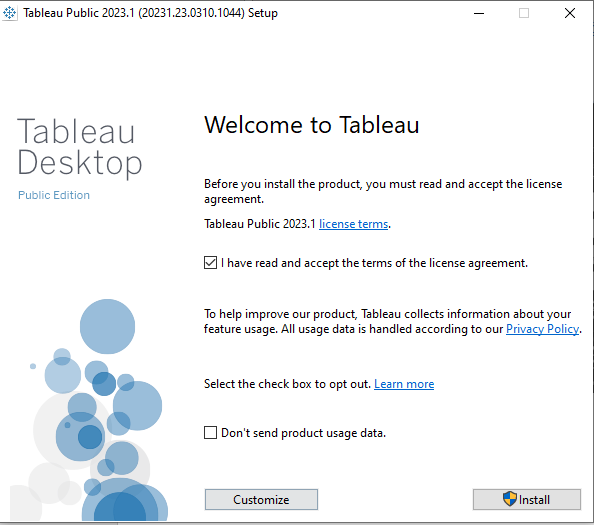 Tableau Public 2023.1 (20231.23.0310.1044) Setup
Tableau
Desktop
Public Edition
Welcome to Tableau
Before you install the product, you must read and accept the license
agreement.
Tableau Public 2023.1 license terms.
I have read and accept the terms of the license agreement.
To help improve our product, Tableau collects information about your
feature usage. All usage data is handled according to our Privacy Policy.
Select the check box to opt out. Learn more
Don't send product usage data.
Customize
Install